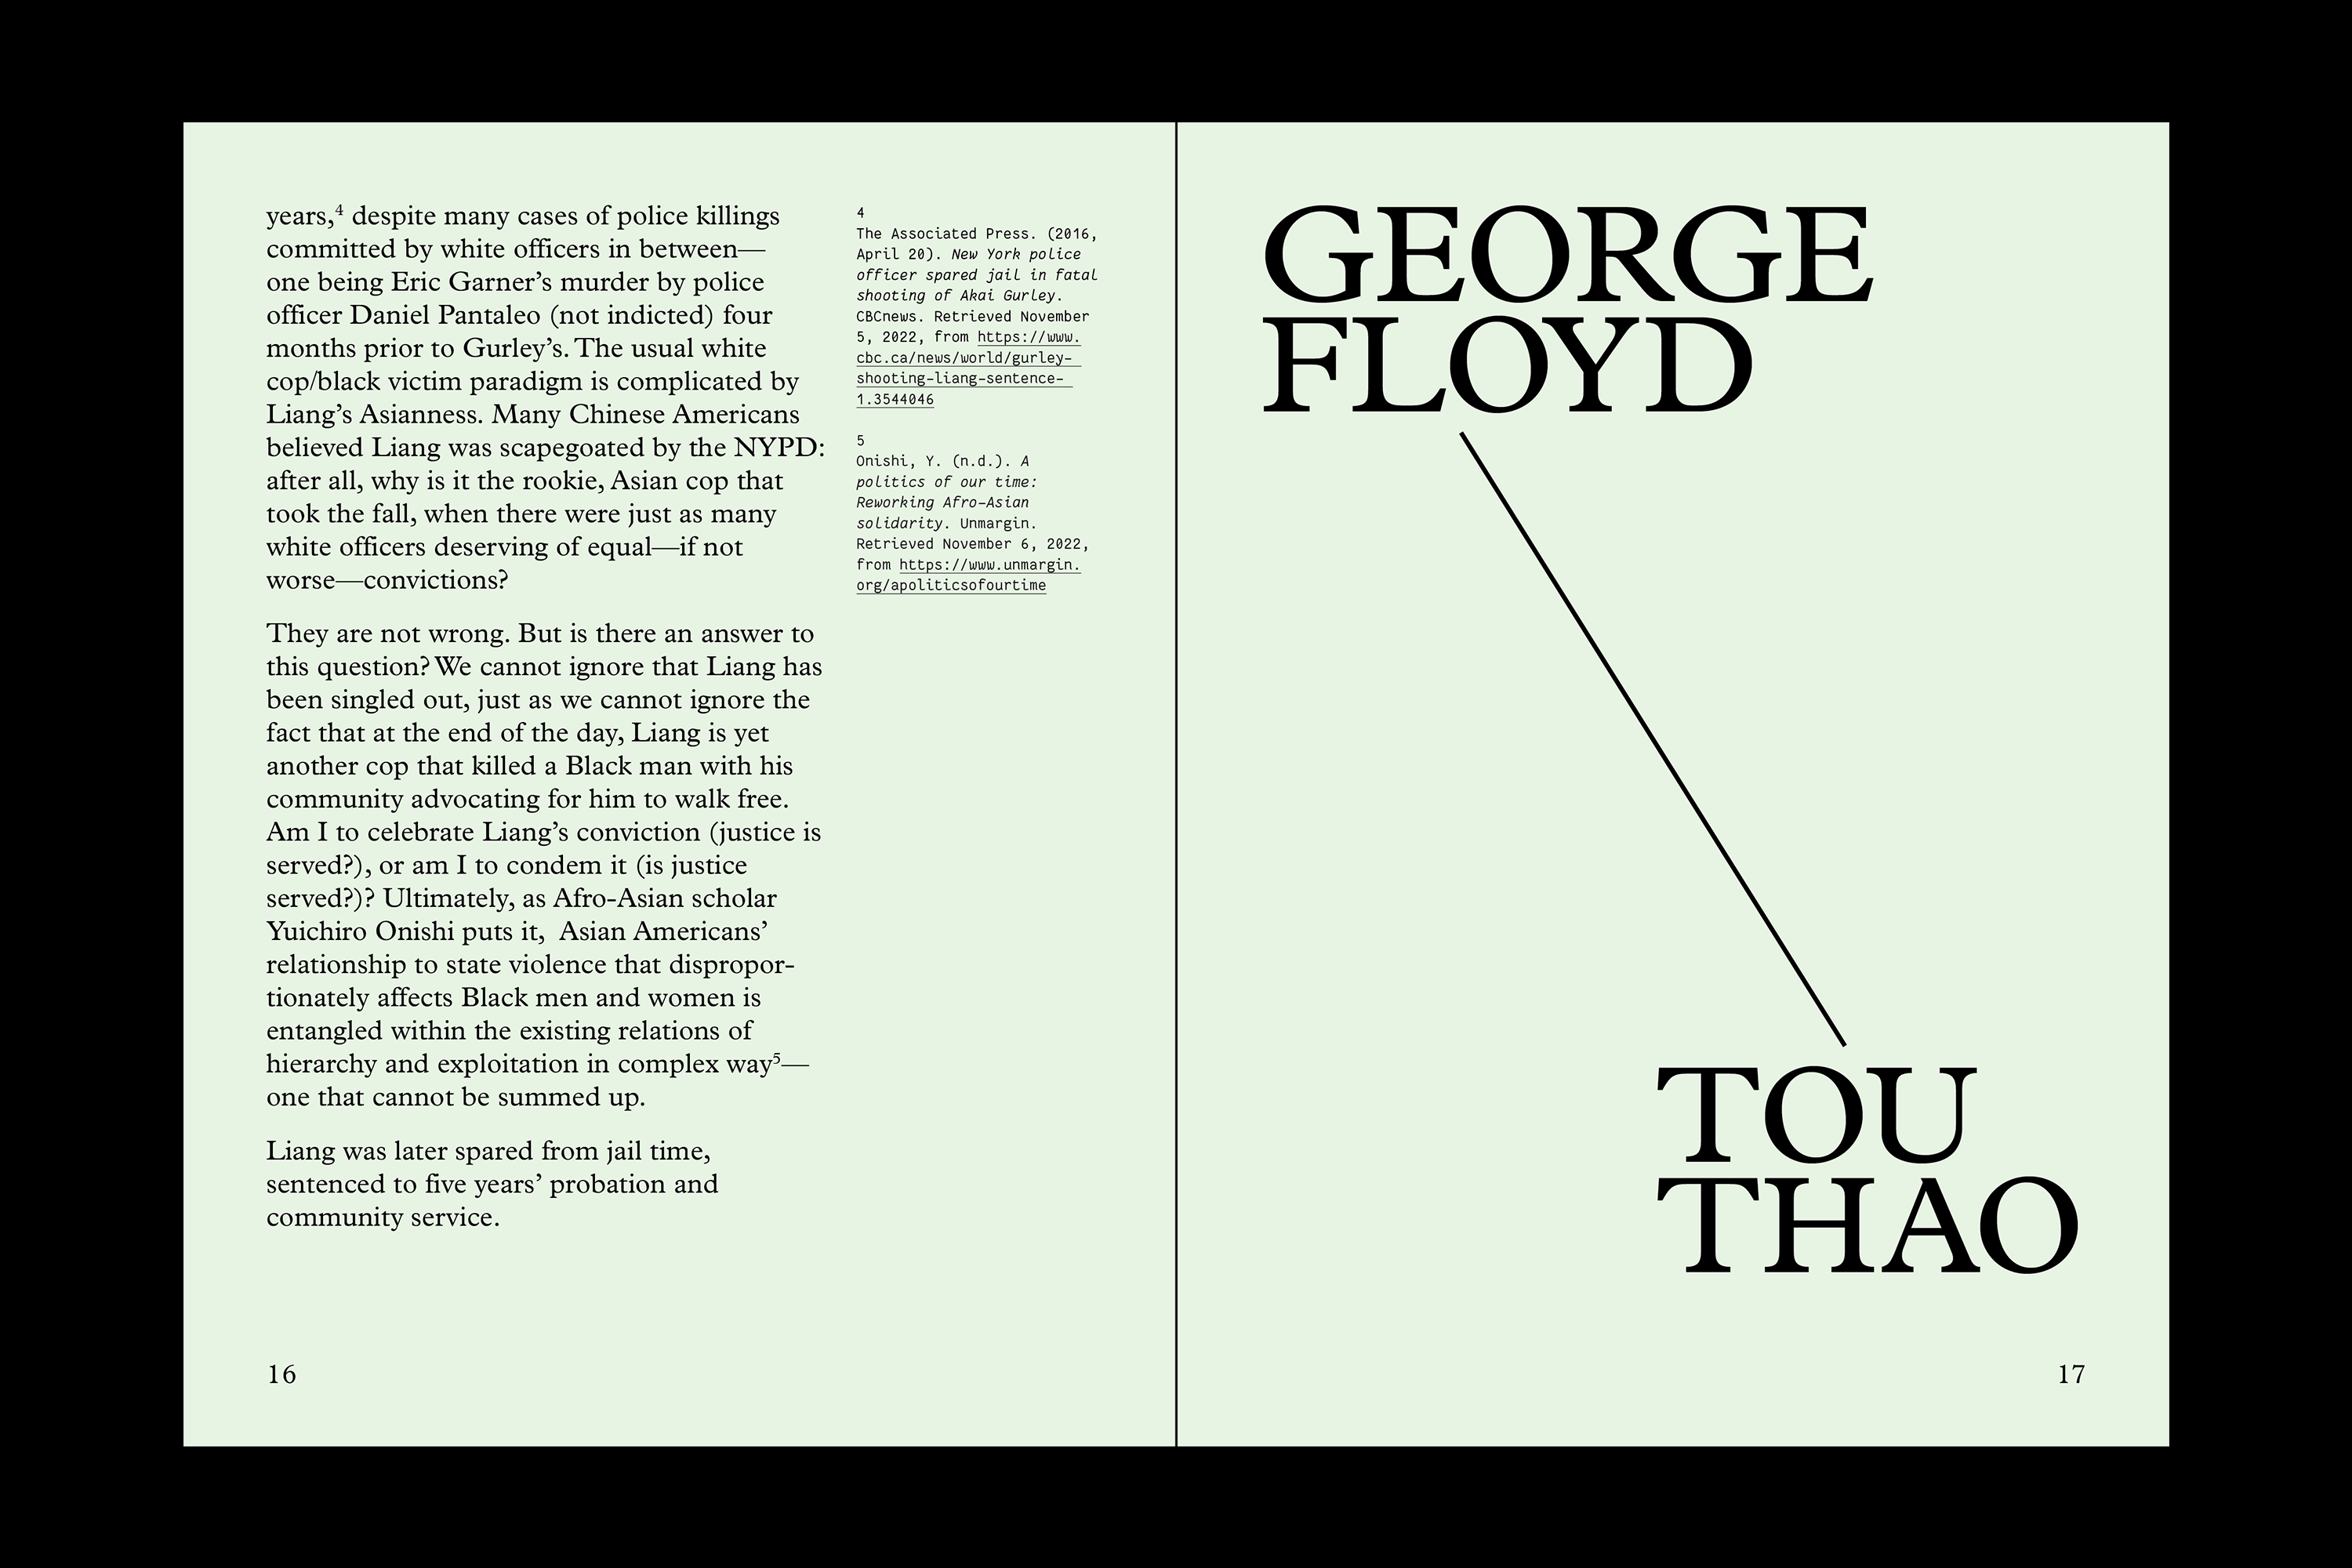 years,⁴ despite many cases of police killings
committed by white officers in between—
one being Eric Garner’s murder by police
officer Daniel Pantaleo (not indicted) four
months prior to Gurley’s. The usual white
cop/black victim paradigm is complicated by
Liang’s Asianness. Many Chinese Americans
believed Liang was scapegoated by the NYPD:
after all, why is it the rookie, Asian cop that
took the fall, when there were just as many
white officers deserving of equal—if not
worse—convictions?
They are not wrong. But is there an answer to
this question? We cannot ignore that Liang has
been singled out, just as we cannot ignore the
fact that at the end of the day, Liang is yet
another cop that killed a Black man with his
community advocating for him to walk free.
Am I to celebrate Liang’s conviction (justice is
served?), or am I to condem it (is justice
served?)? Ultimately, as Afro-Asian scholar
Yuichiro Onishi puts it,  Asian Americans’
relationship to state violence that dispropor-
tionately affects Black men and women is
entangled within the existing relations of
hierarchy and exploitation in complex way⁵—
one that cannot be summed up.
Liang was later spared from jail time,
sentenced to five years’ probation and
community service.
4
The Associated Press. (2016,
April 20). New York police
officer spared jail in fatal
shooting of Akai Gurley.
CBCnews. Retrieved November
5, 2022, from https://www.
cbc.ca/news/world/gurley-
shooting-liang-sentence-
1.3544046
5
Onishi, Y. (n.d.). A
politics of our time:
Reworking Afro-Asian
solidarity. Unmargin.
Retrieved November 6, 2022,
from https://www.unmargin.
org/apoliticsofourtime
16
GEORGE
FLOYD
TOU
THAO
17